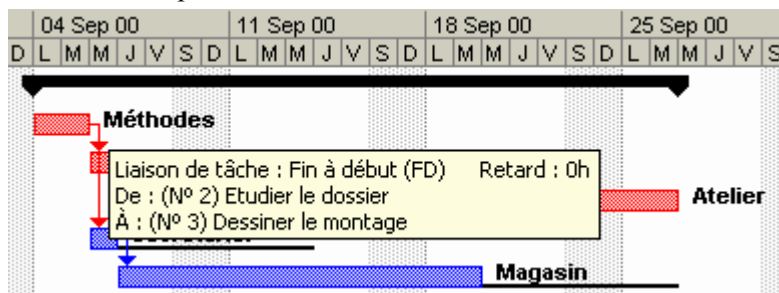 04 Sep 00 11 Sep 00 18 Sep 00 25 Sep 00
D L M M J V S D L M M J V S D L M M J V S D L M M J V S
Méthodes
Liaison de tâche : Fin à début (FD) Retard : 0h
De : (Nº 2) Etudier le dossier
À : (Nº 3) Dessiner le montage
Atelier
Magasin